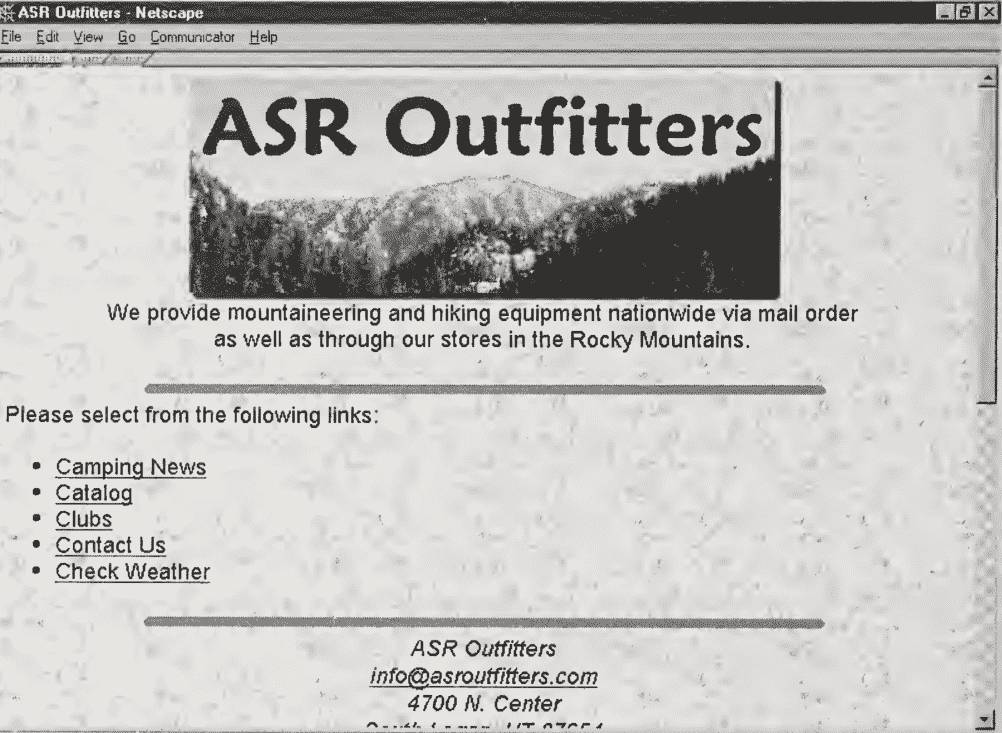 ASR Outfitters - Netscape
File Edit View Go Communicator Help
ASR Outfitters
We provide mountaineering and hiking equipment nationwide via mail order
as well as through our stores in the Rocky Mountains.
Please select from the following links:
• Camping News
• Catalog
• Clubs
• Contact Us
• Check Weather
ASR Outfitters
info@asroutfitters.com
4700 N. Center